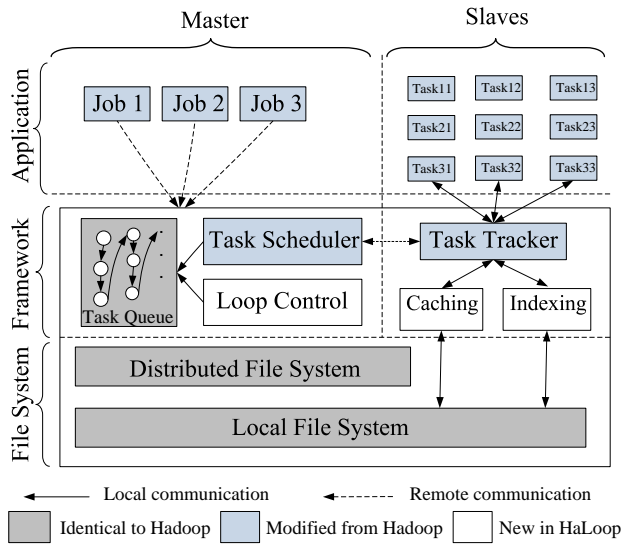 Master
Slaves
Application
Job 1
Job 2
Job 3
Task11
Task12
Task13
Task21
Task22
Task23
Task31
Task32
Task33
Framework
Task Queue
Task Scheduler
Loop Control
Task Tracker
Caching
Indexing
File System
Distributed File System
Local File System
Local communication
Remote communication
Identical to Hadoop
Modified from Hadoop
New in HaLoop